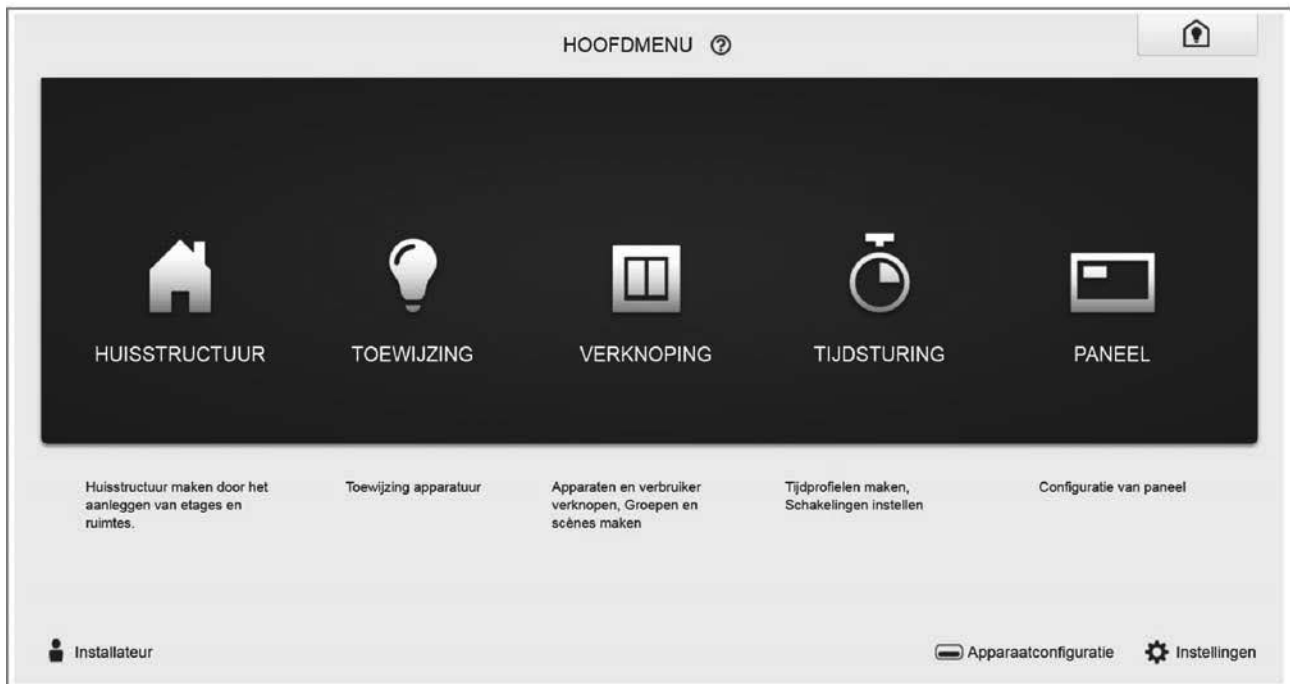 HOOFDMENU
HUISSTRUCTUUR
TOEWIJZING
VERKNOPING
TIJDSTURING
PANEEL
Huisstructuur maken door het
aanleggen van etages en
ruimtes.
Toewijzing apparatuur
Apparaten en verbruiker
verknopen, Groepen en
scènes maken
Tijdprofielen maken,
Schakelingen instellen
Configuratie van paneel
Installateur
Apparaatconfiguratie
Instellingen